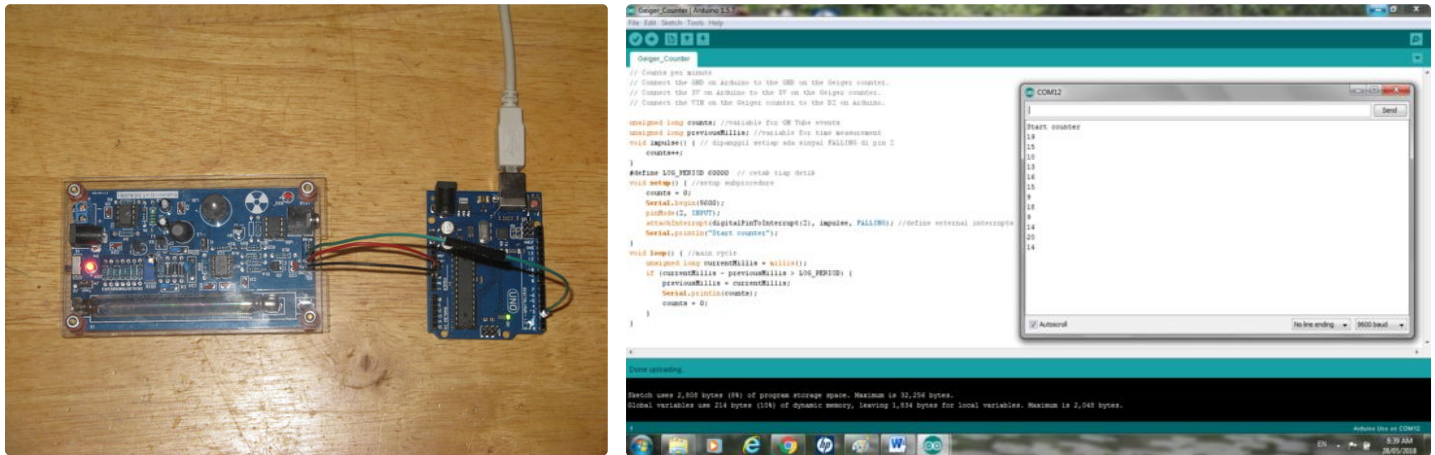 UNO
Geiger_Counter | Arduino 1.5
File Edit Sketch Tools Help
Geiger_Counter
// Counts per minute
// Connect the GND on Arduino to the GND on the Geiger counter.
// Connect the 5V on Arduino to the 5V on the Geiger counter.
// Connect the VIN on the Geiger counter to the D2 on Arduino.
unsigned long counts; //variable for GM Tube events
unsigned long previousMillis; //variable for time measurement
void impulse() { // dipanggil setiap ada sinyal FALLING di pin 2
counts++;
}
#define LOG_PERIOD 60000 // cetak tiap detik
void setup() { //setup subprocedure
counts = 0;
Serial.begin(9600);
pinMode(2, INPUT);
attachInterrupt(digitalPinToInterrupt(2), impulse, FALLING); //define external interrupts
Serial.println("Start counter");
}
void loop() { //main cycle
unsigned long currentMillis = millis();
if (currentMillis - previousMillis > LOG_PERIOD) {
previousMillis = currentMillis;
Serial.println(counts);
counts = 0;
}
}
COM12
Send
Start counter
19
15
10
13
16
15
9
18
9
14
20
14
Autoscroll
No line ending
9600 baud
Done uploading.
Sketch uses 2,808 bytes (8%) of program storage space. Maximum is 32,256 bytes.
Global variables use 214 bytes (10%) of dynamic memory, leaving 1,834 bytes for local variables. Maximum is 2,048 bytes.
1
Arduino Uno on COM12
hp
W
EN
8:39 AM
28/05/2018